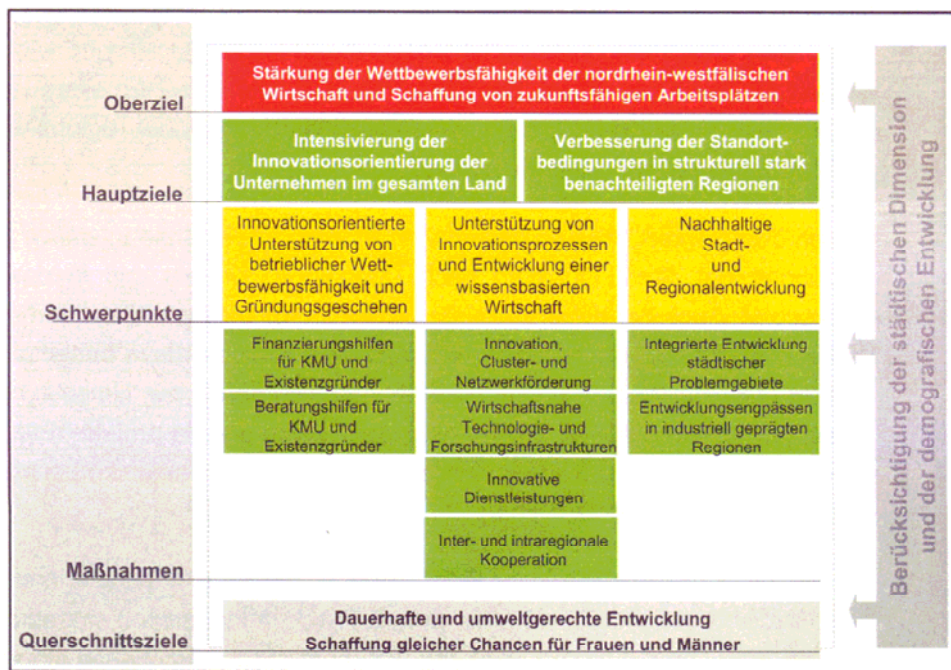 Oberziel
Stärkung der Wettbewerbsfähigkeit der nordrhein-westfälischen
Wirtschaft und Schaffung von zukunftsfähigen Arbeitsplätzen
Hauptziele
Intensivierung der
Innovationsorientierung der
Unternehmen im gesamten Land
Verbesserung der Standort-
bedingungen in strukturell stark
benachteiligten Regionen
Schwerpunkte
Innovationsorientierte
Unterstützung von
betrieblicher Wett-
bewerbsfähigkeit und
Gründungsgeschehen
Unterstützung von
Innovationsprozessen
und Entwicklung einer
wissensbasierten
Wirtschaft
Nachhaltige
Stadt-
und
Regionalentwicklung
Maßnahmen
Finanzierungshilfen
für KMU und
Existenzgründer
Beratungshilfen für
KMU und
Existenzgründer
Innovation,
Cluster- und
Netzwerkförderung
Wirtschaftsnahe
Technologie- und
Forschungsinfrastrukturen
Innovative
Dienstleistungen
Inter- und intraregionale
Kooperation
Integrierte Entwicklung
städtischer
Problemgebiete
Entwicklungsengpässen
in industriell geprägten
Regionen
Querschnittsziele
Dauerhafte und umweltgerechte Entwicklung
Schaffung gleicher Chancen für Frauen und Männer
Berücksichtigung der städtischen Dimension
und der demografischen Entwicklung